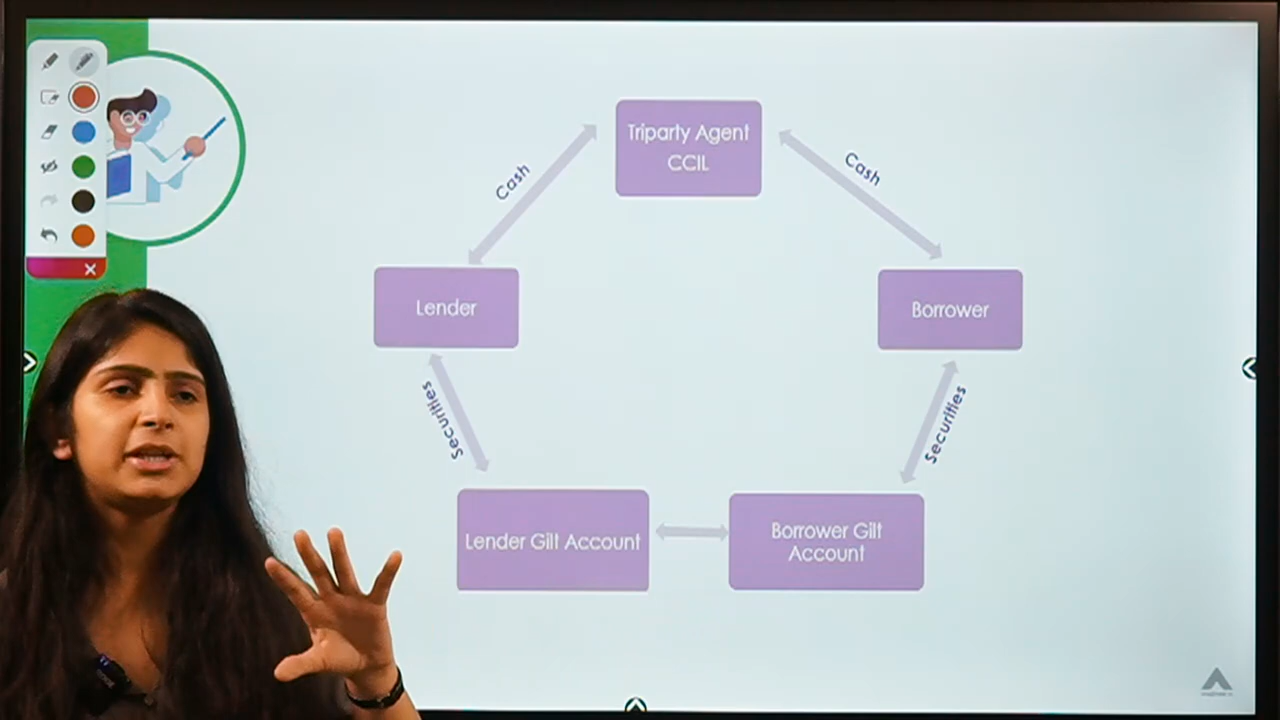 Triparty Agent
CCIL
Cash
Cash
Lender
Borrower
Securities
Securities
Lender Gilt Account
Borrower Gilt
Account